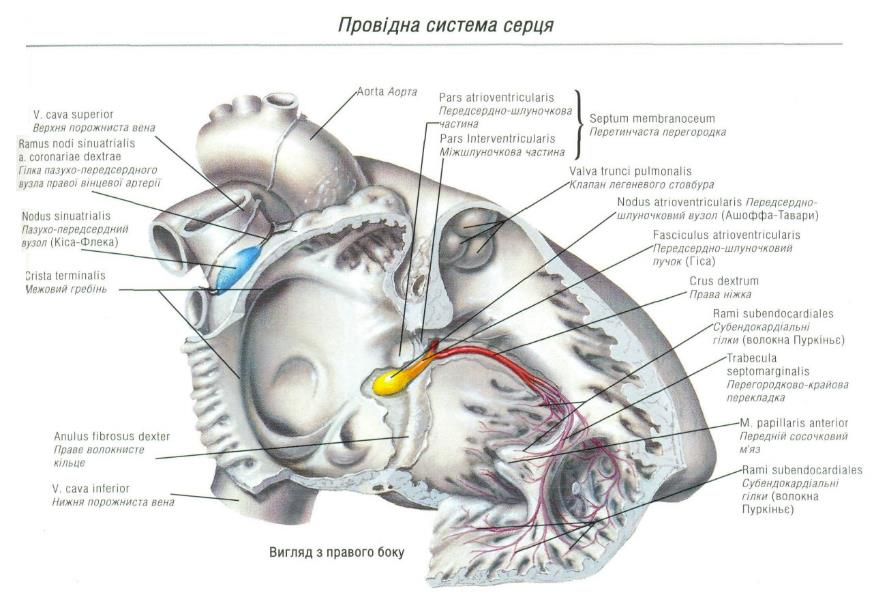 Провідна система серця
V. cava superior
Верхня порожниста вена
Ramus nodi sinuatrialis
a. coronariae dextrae
Гілка пазухо-передсердного
вузла правої вінцевої артерії
Nodus sinuatrialis
Пазухо-передсердний
вузол (Кіса-Флека)
Crista terminalis
Межовий гребінь
Anulus fibrosus dexter
Праве волокнисте
кільце
V. cava inferior
Нижня порожниста вена
Aorta Аорта
Pars atrioventricularis
Передсердно-шлуночкова
частина
Pars Interventricularis
Міжшлуночкова частина
Septum membranoceum
Перетинчаста перегородка
Valva trunci pulmonalis
Клапан легеневого стовбура
Nodus atrioventricularis Передсердно-
шлуночковий вузол (Ашоффа-Тавари)
Fasciculus atrioventricularis
Передсердно-шлуночковий
пучок (Гіса)
Crus dextrum
Права ніжка
Rami subendocardiales
Субендокардіальні
гілки (волокна Пуркіньє)
Trabecula
septomarginalis
Перегородково-крайова
перекладка
M. papillaris anterior
Передній сосочковий
м'яз
Rami subendocardiales
Субендокардіальні
гілки (волокна
Пуркіньє)
Вигляд з правого боку